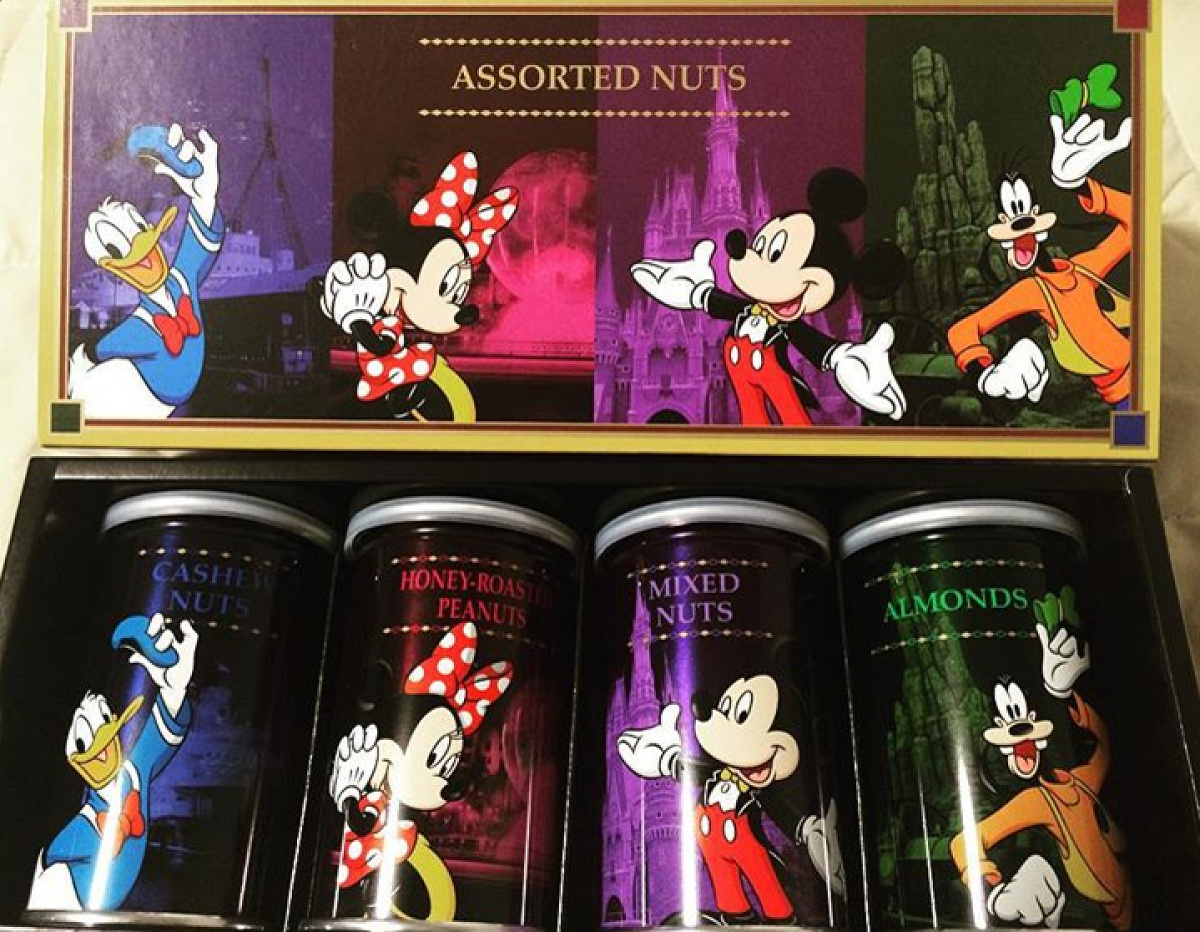 ASSORTED NUTS
CASHEW
NUTS
HONEY-ROASTED
PEANUTS
MIXED
NUTS
ALMONDS